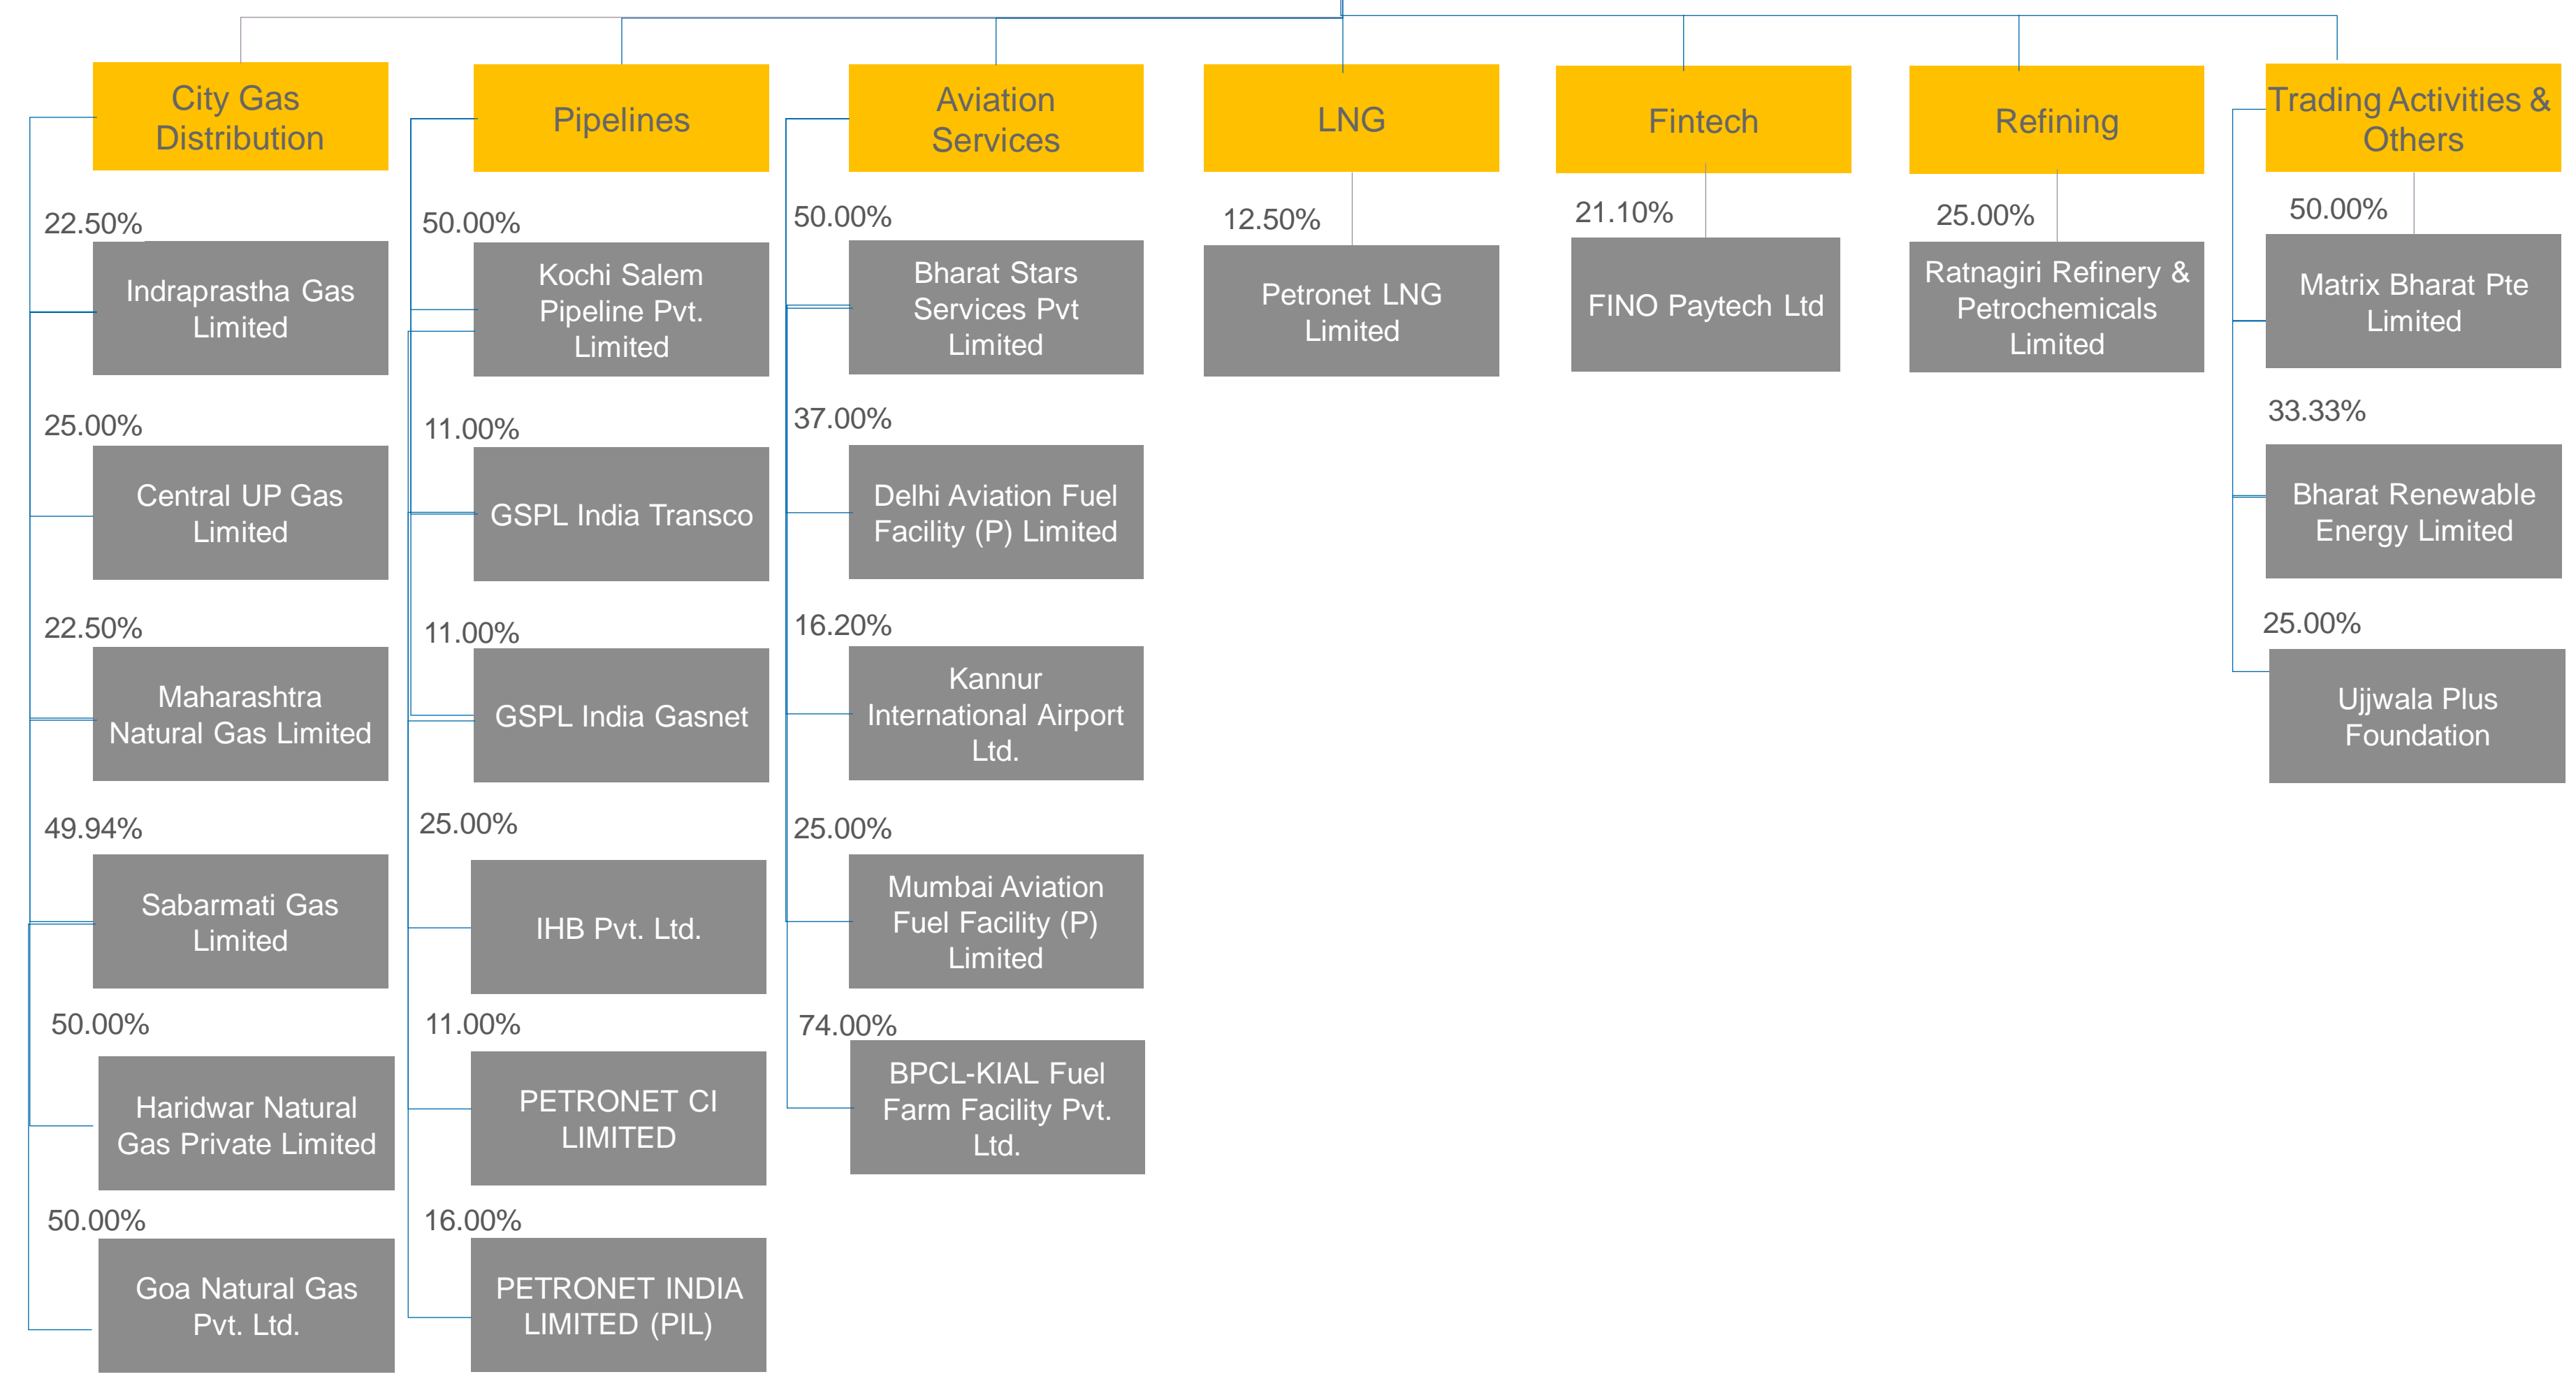 City Gas
Distribution
22.50%
Indraprastha Gas
Limited
25.00%
Central UP Gas
Limited
22.50%
Maharashtra
Natural Gas Limited
49.94%
Sabarmati Gas
Limited
50.00%
Haridwar Natural
Gas Private Limited
50.00%
Goa Natural Gas
Pvt. Ltd.
Pipelines
50.00%
Kochi Salem
Pipeline Pvt.
Limited
11.00%
GSPL India Transco
11.00%
GSPL India Gasnet
25.00%
IHB Pvt. Ltd.
11.00%
PETRONET CI
LIMITED
16.00%
PETRONET INDIA
LIMITED (PIL)
Aviation
Services
50.00%
Bharat Stars
Services Pvt
Limited
37.00%
Delhi Aviation Fuel
Facility (P) Limited
16.20%
Kannur
International Airport
Ltd.
25.00%
Mumbai Aviation
Fuel Facility (P)
Limited
74.00%
BPCL-KIAL Fuel
Farm Facility Pvt.
Ltd.
LNG
12.50%
Petronet LNG
Limited
Fintech
21.10%
FINO Paytech Ltd
Refining
25.00%
Ratnagiri Refinery &
Petrochemicals
Limited
Trading Activities &
Others
50.00%
Matrix Bharat Pte
Limited
33.33%
Bharat Renewable
Energy Limited
25.00%
Ujjwala Plus
Foundation